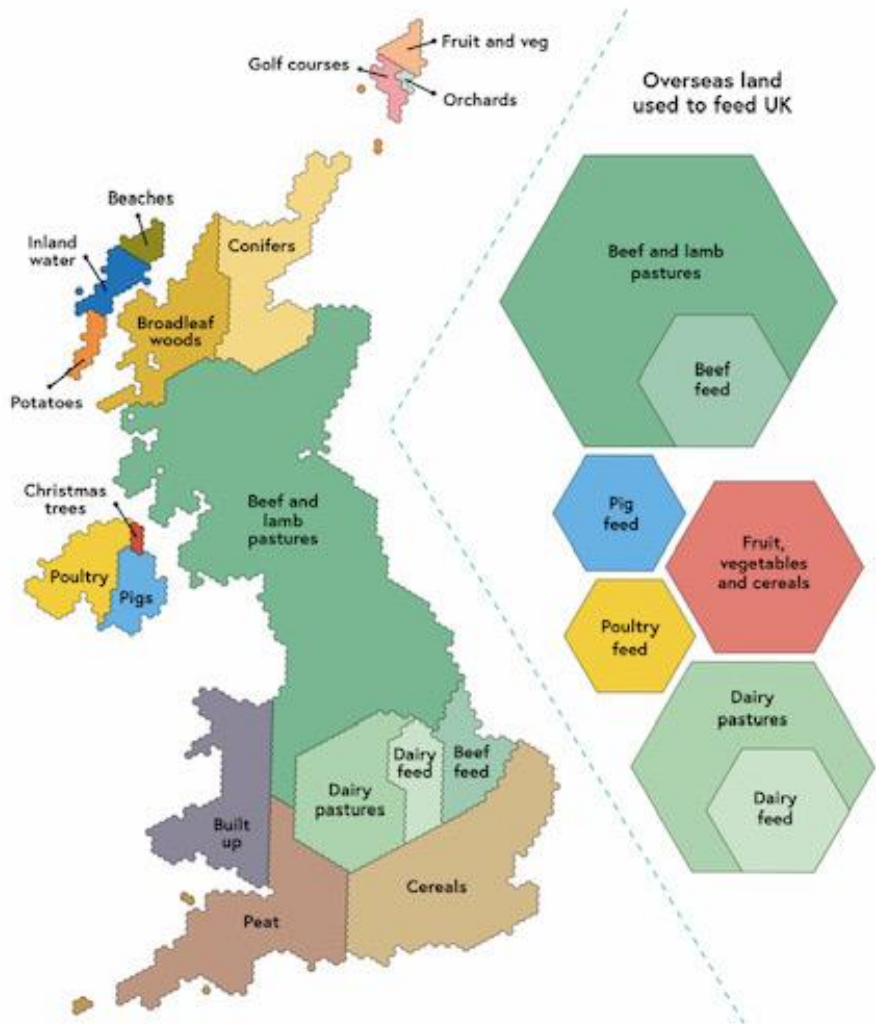 Fruit and veg
Golf courses
Orchards
Beaches
Inland
water
Conifers
Broadleaf
woods
Potatoes
Christmas
trees
Beef and
lamb
pastures
Poultry
Pigs
Dairy
feed
Beef
feed
Dairy
pastures
Built
up
Cereals
Peat
Overseas land
used to feed UK
Beef and lamb
pastures
Beef
feed
Pig
feed
Fruit,
vegetables
and cereals
Poultry
feed
Dairy
pastures
Dairy
feed